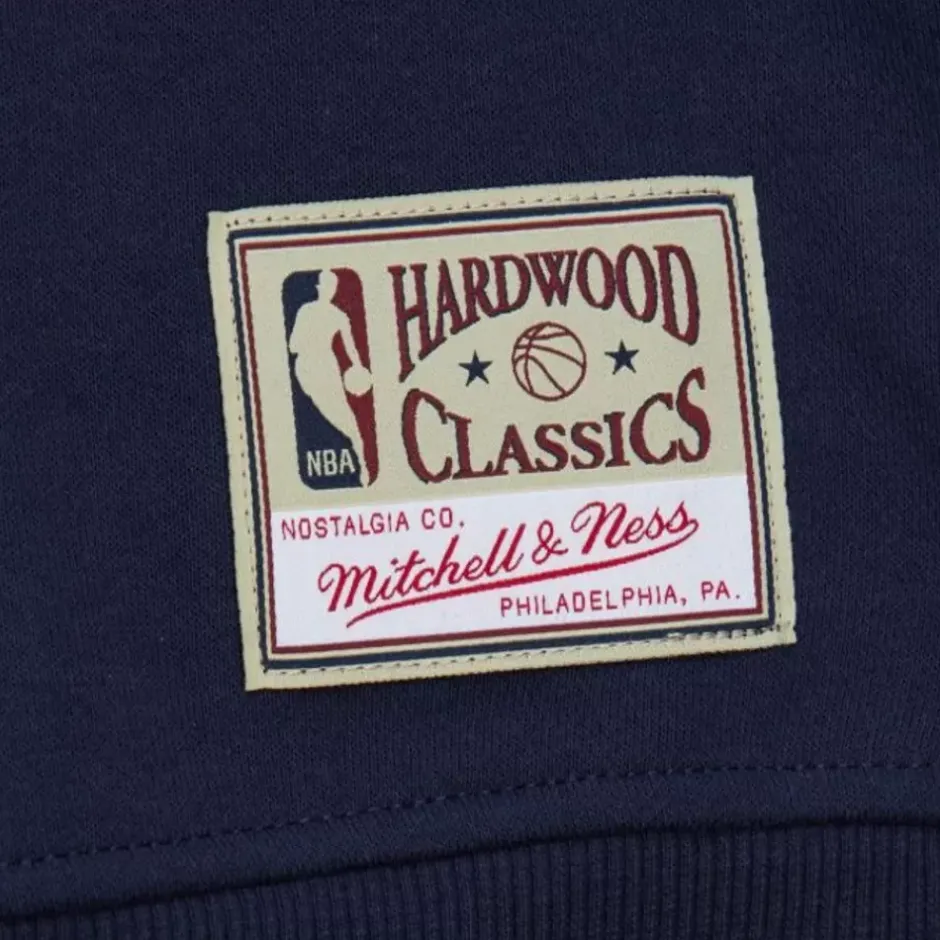 HARDWOOD
CLASSICS
NBA
NOSTALGIA CO.
Mitchell & Ness
PHILADELPHIA, PA.